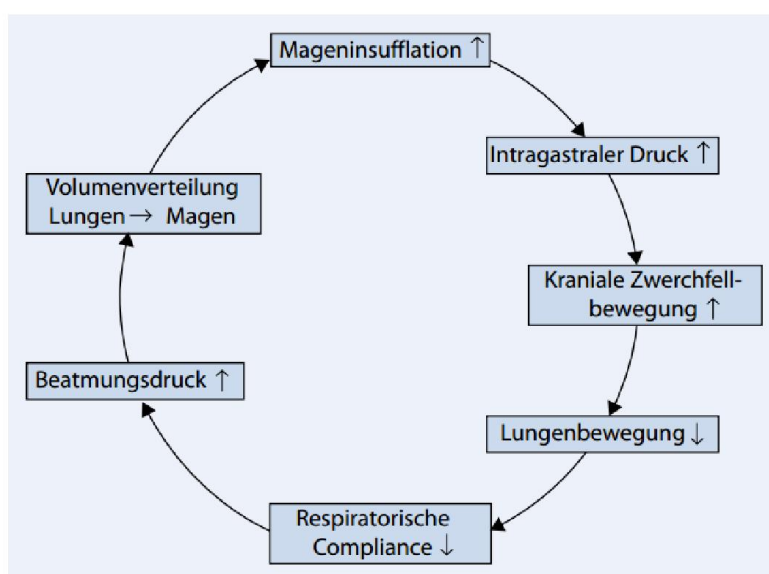 Mageninsufflation ↑
Intragastraler Druck ↑
Kraniale Zwerchfell-
bewegung ↑
Lungenbewegung ↓
Respiratorische
Compliance ↓
Beatmungsdruck ↑
Volumenverteilung
Lungen → Magen